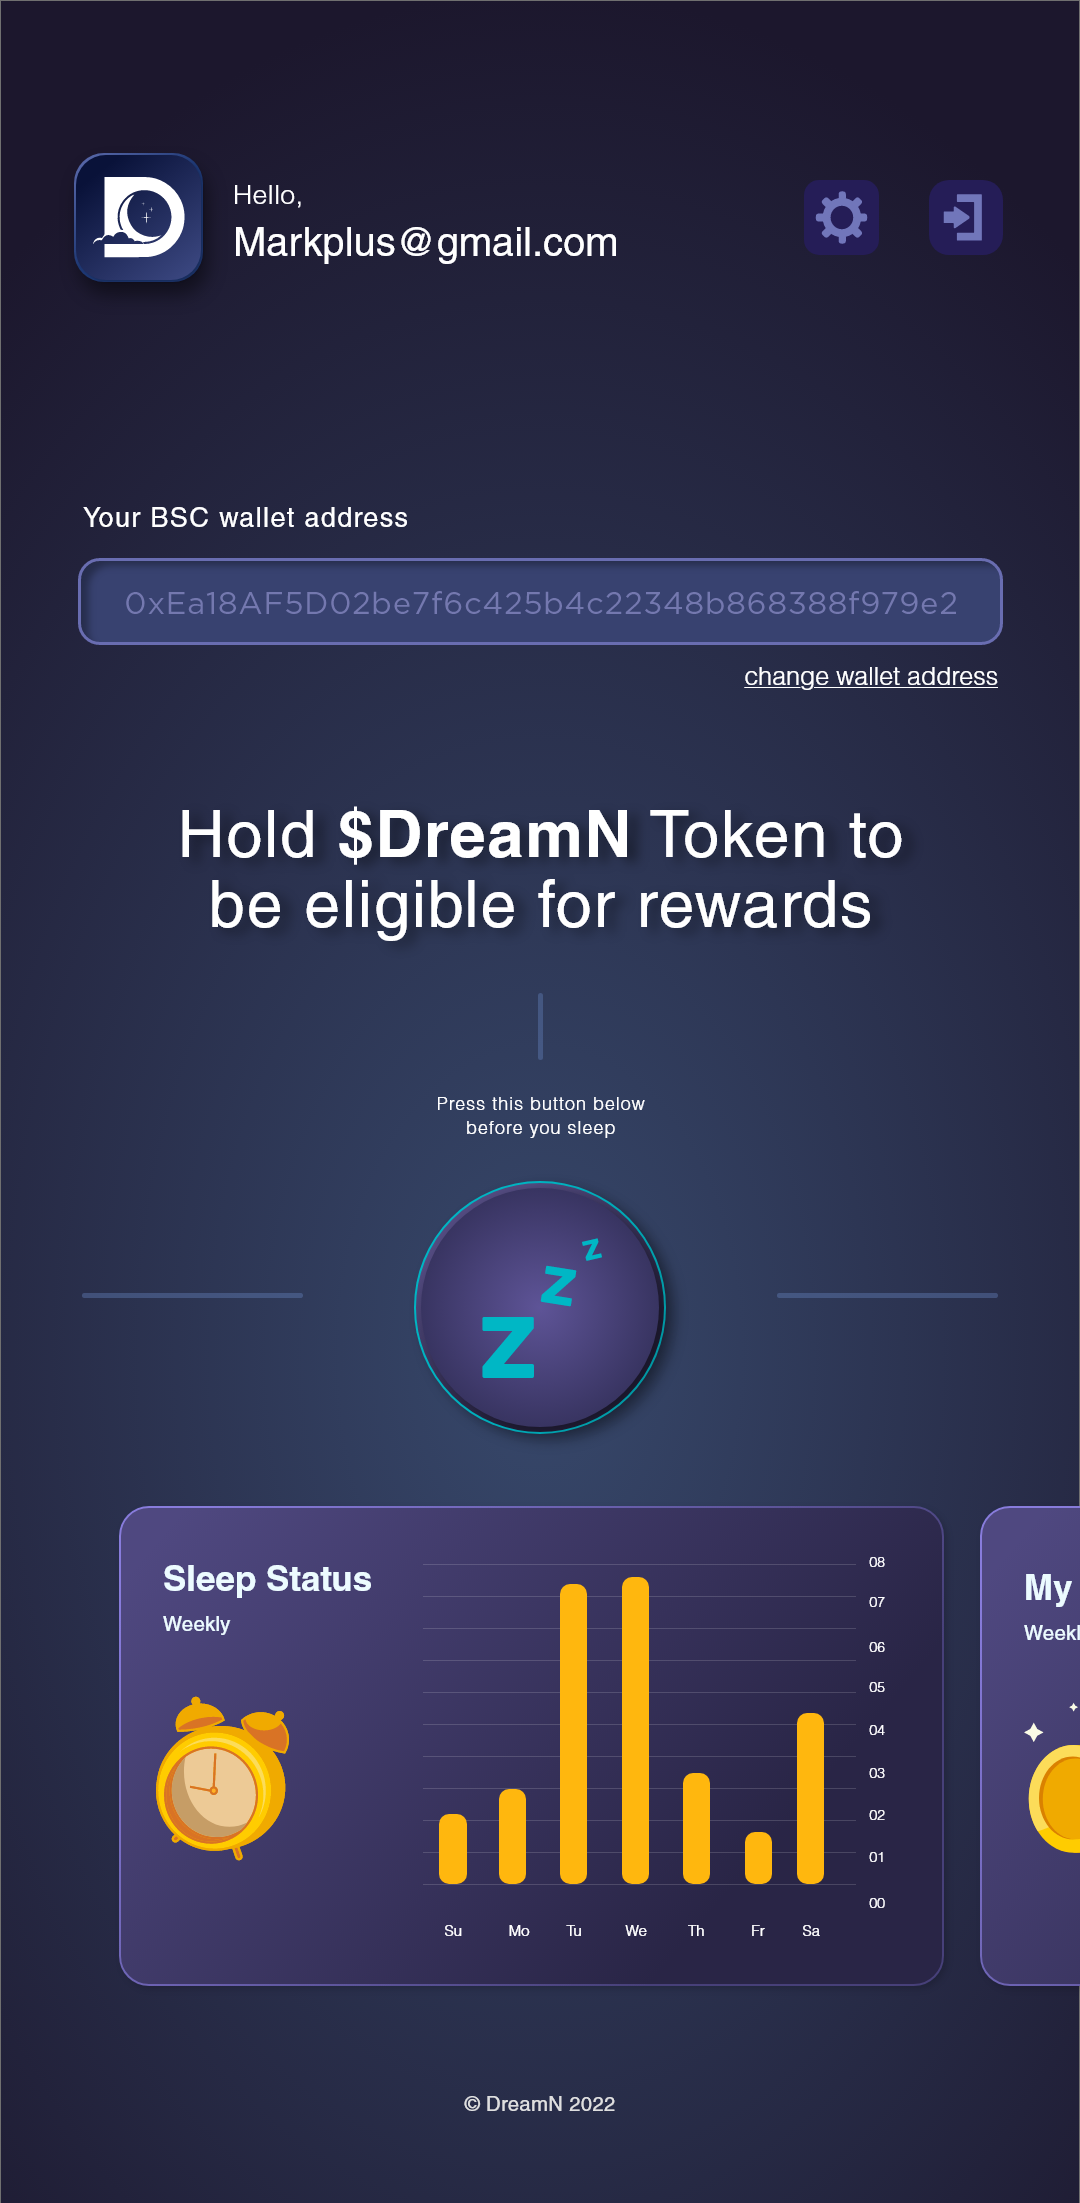 D
Hello,
Markplus@gmail.com
Your BSC wallet address
0xEa18AF5D02be7f6c425b4c22348b868388f979e2
change wallet address
Hold $DreamN Token to
be eligible for rewards
Press this button below
before you sleep
z
z
z
Sleep Status
Weekly
08
07
06
05
04
03
02
01
00
Su Mo Tu We Th Fr Sa
My
© DreamN 2022